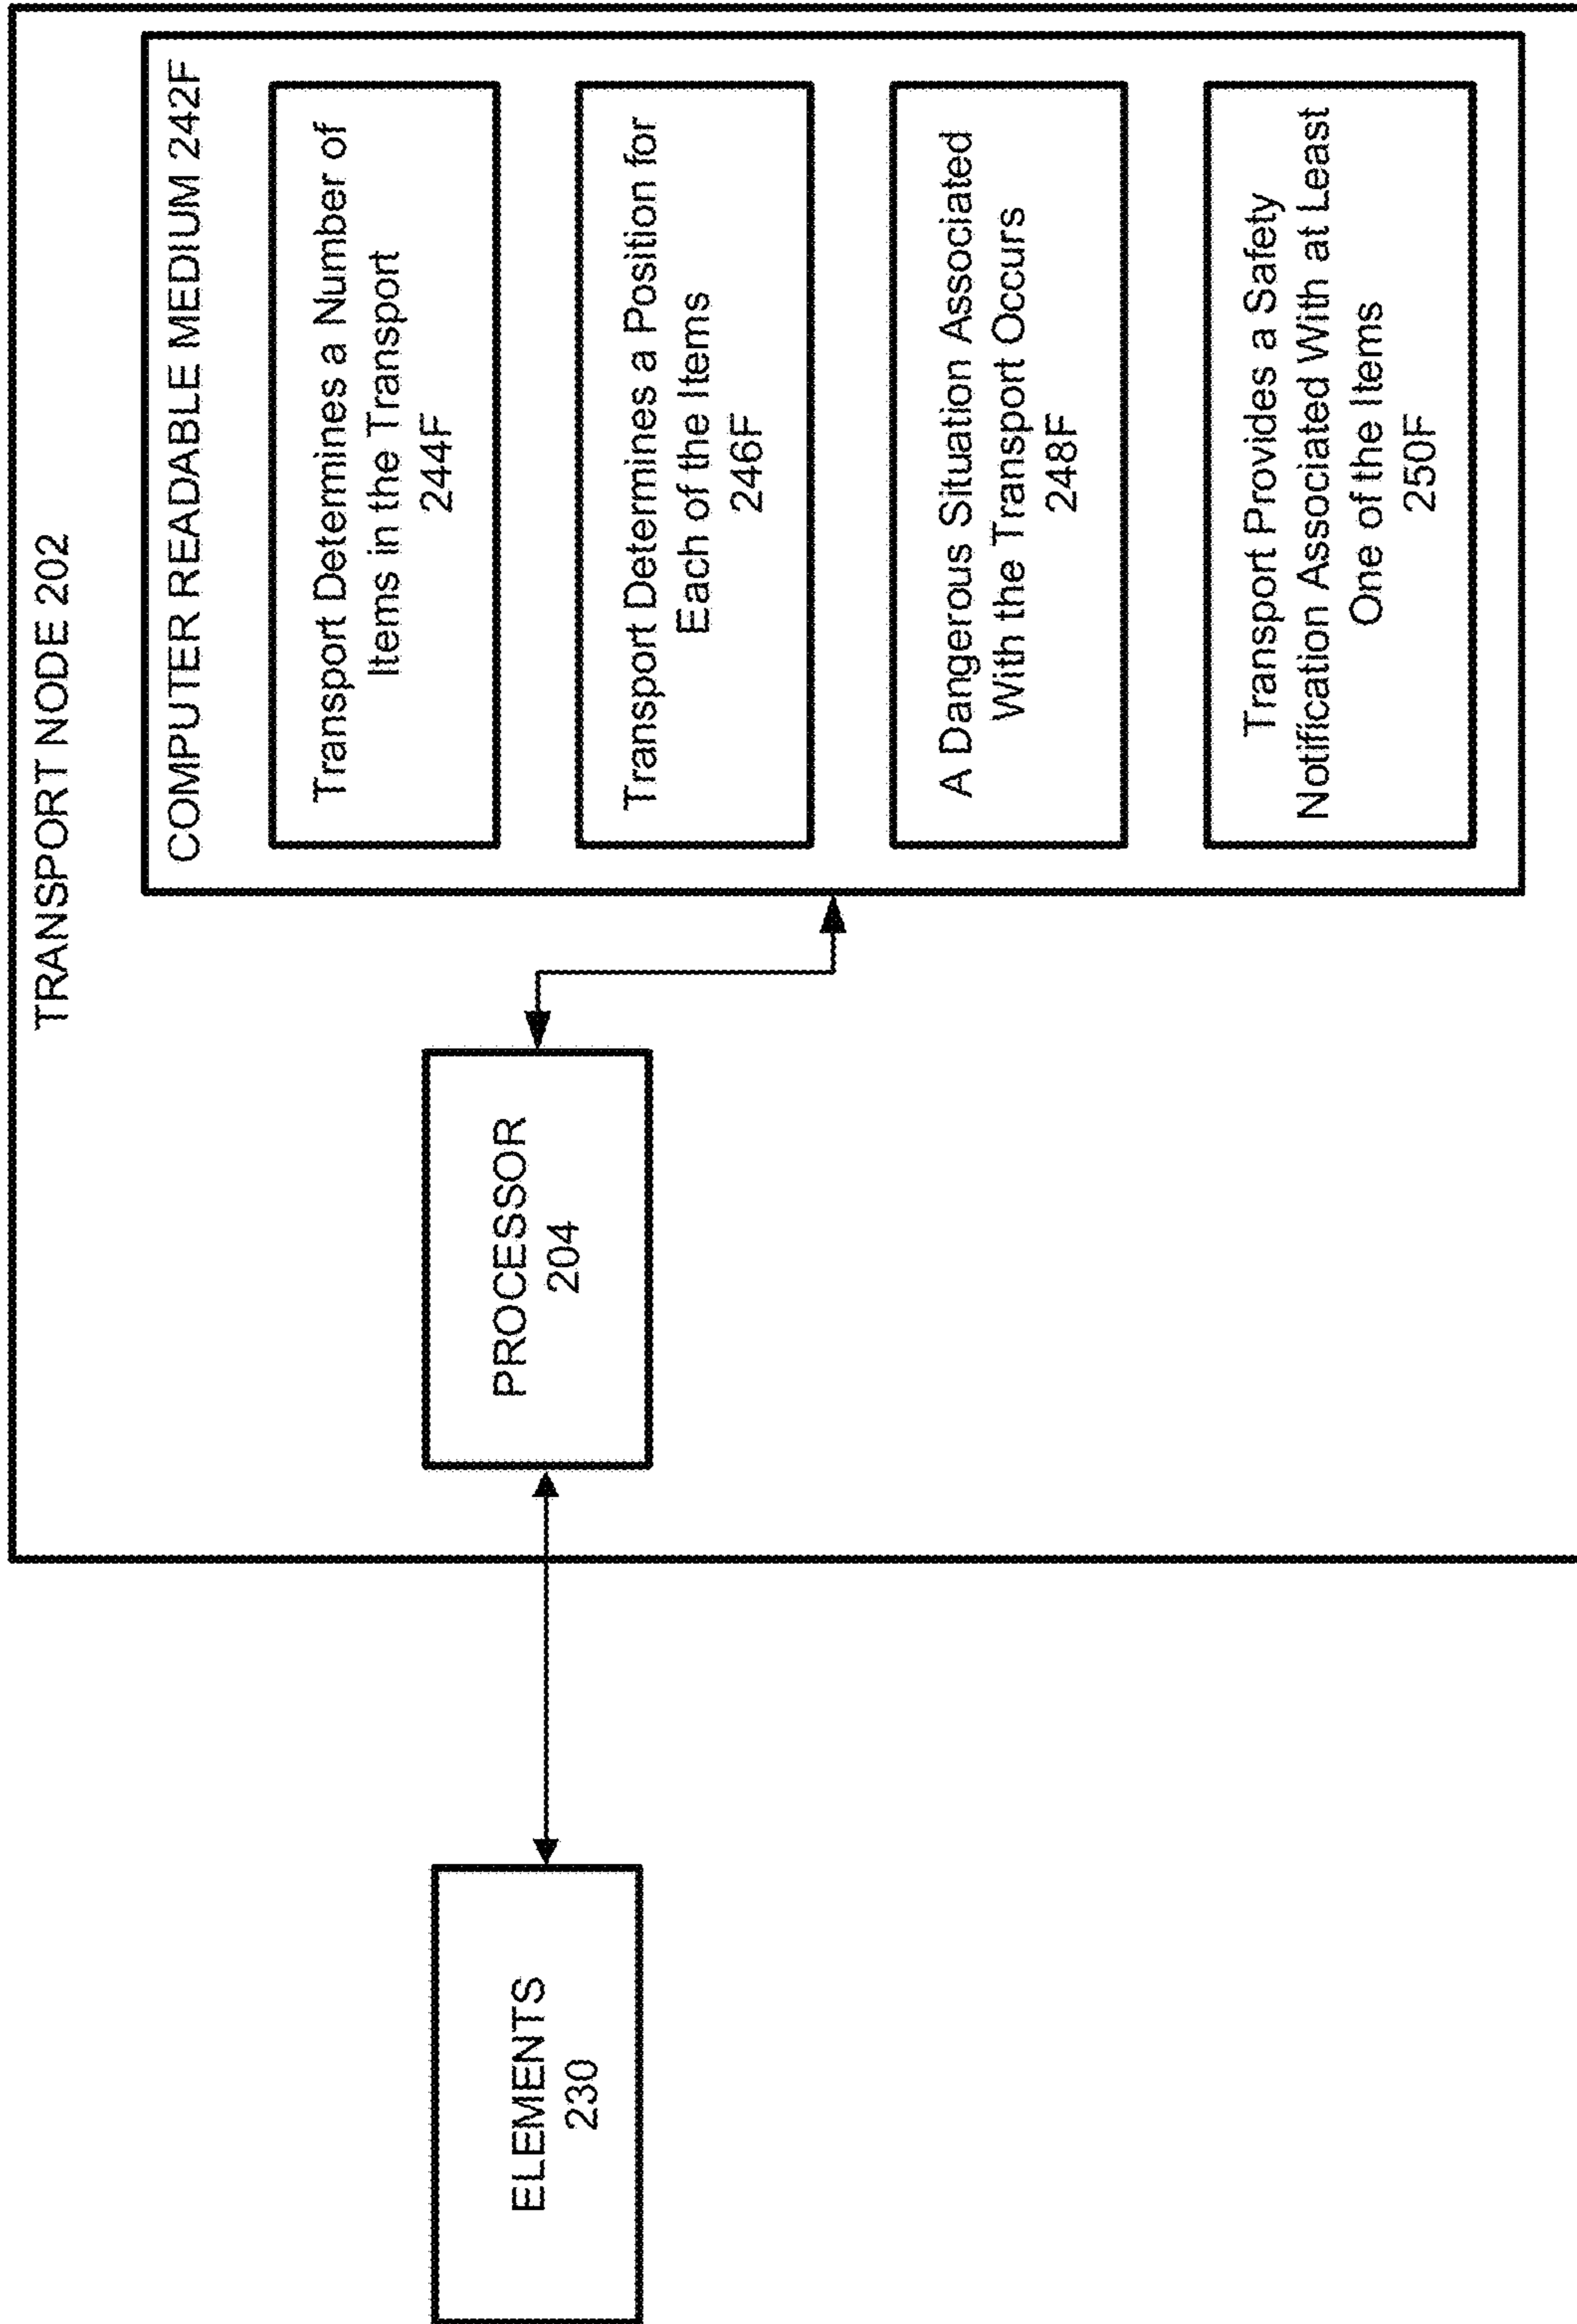 TRANSPORT NODE 202
COMPUTER READABLE MEDIUM 242F
Transport Determines a Number of
Items in the Transport
244F
Transport Determines a Position for
Each of the Items
246F
A Dangerous Situation Associated
With the Transport Occurs
248F
Transport Provides a Safety
Notification Associated With at Least
One of the Items
250F
PROCESSOR
204
ELEMENTS
230